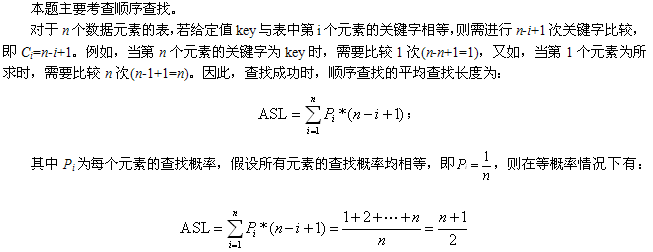 本题主要考查顺序查找。
对于n个数据元素的表,若给定值key与表中第i个元素的关键字相等,则需进行n-i+1次关键字比较,
即Ci=n-i+1。例如,当第n个元素的关键字为key时,需要比较1次(n-n+1=1),又如,当第1个元素为所
求时,需要比较n次(n-1+1=n)。因此,查找成功时,顺序查找的平均查找长度为:
ASL=∑_{i=1}^{n} P_i*(n-i+1);
其中Pi为每个元素的查找概率,假设所有元素的查找概率均相等,即P_i=1/n,则在等概率情况下有:
ASL=∑_{i=1}^{n} P_i*(n-i+1)=(1+2+⋯+n)/n=(n+1)/2